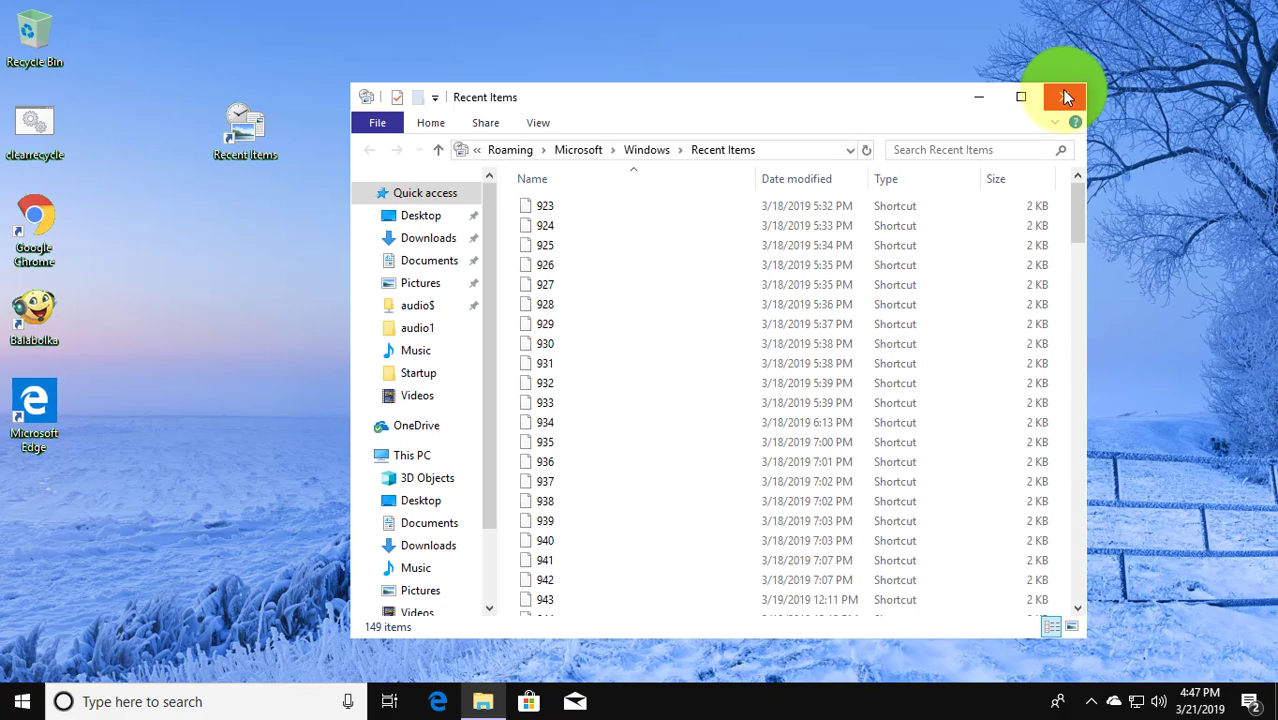 Recycle Bin
clearrecycle
Google
Chrome
Balabolka
Microsoft
Edge
Recent Items
Recent Items
File Home Share View
« Roaming > Microsoft > Windows > Recent Items
Search Recent Items
Quick access
Desktop
Downloads
Documents
Pictures
audio$
audio1
Music
Startup
Videos
OneDrive
This PC
3D Objects
Desktop
Documents
Downloads
Music
Pictures
Videos
Name Date modified Type Size
923 3/18/2019 5:32 PM Shortcut 2 KB
924 3/18/2019 5:33 PM Shortcut 2 KB
925 3/18/2019 5:34 PM Shortcut 2 KB
926 3/18/2019 5:35 PM Shortcut 2 KB
927 3/18/2019 5:35 PM Shortcut 2 KB
928 3/18/2019 5:36 PM Shortcut 2 KB
929 3/18/2019 5:37 PM Shortcut 2 KB
930 3/18/2019 5:38 PM Shortcut 2 KB
931 3/18/2019 5:38 PM Shortcut 2 KB
932 3/18/2019 5:39 PM Shortcut 2 KB
933 3/18/2019 5:39 PM Shortcut 2 KB
934 3/18/2019 6:13 PM Shortcut 2 KB
935 3/18/2019 7:00 PM Shortcut 2 KB
936 3/18/2019 7:01 PM Shortcut 2 KB
937 3/18/2019 7:02 PM Shortcut 2 KB
938 3/18/2019 7:02 PM Shortcut 2 KB
939 3/18/2019 7:03 PM Shortcut 2 KB
940 3/18/2019 7:03 PM Shortcut 2 KB
941 3/18/2019 7:07 PM Shortcut 2 KB
942 3/18/2019 7:07 PM Shortcut 2 KB
943 3/19/2019 12:11 PM Shortcut 2 KB
149 items
Type here to search
4:47 PM
3/21/2019
2